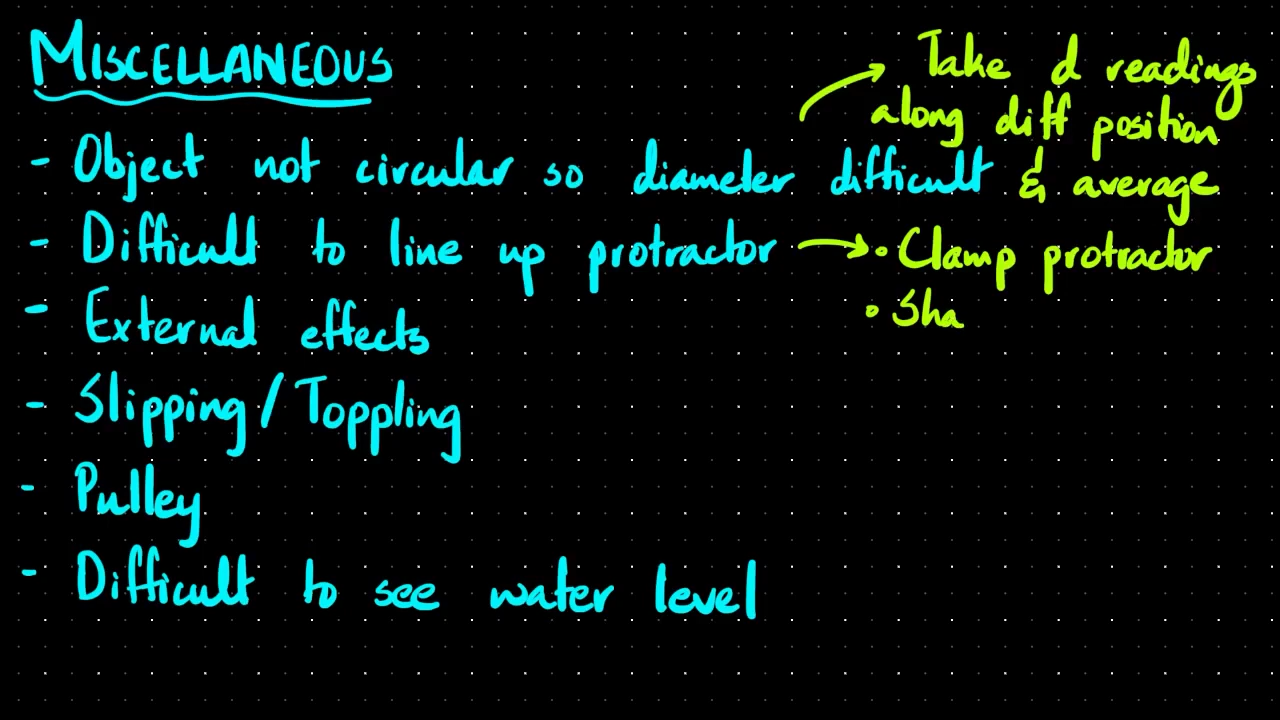 MISCELLANEOUS
- Object not circular so diameter difficult
Take d readings
along diff position
& average
- Difficult to line up protractor
• Clamp protractor
• Sha
- External effects
- Slipping/Toppling
- Pulley
- Difficult to see water level